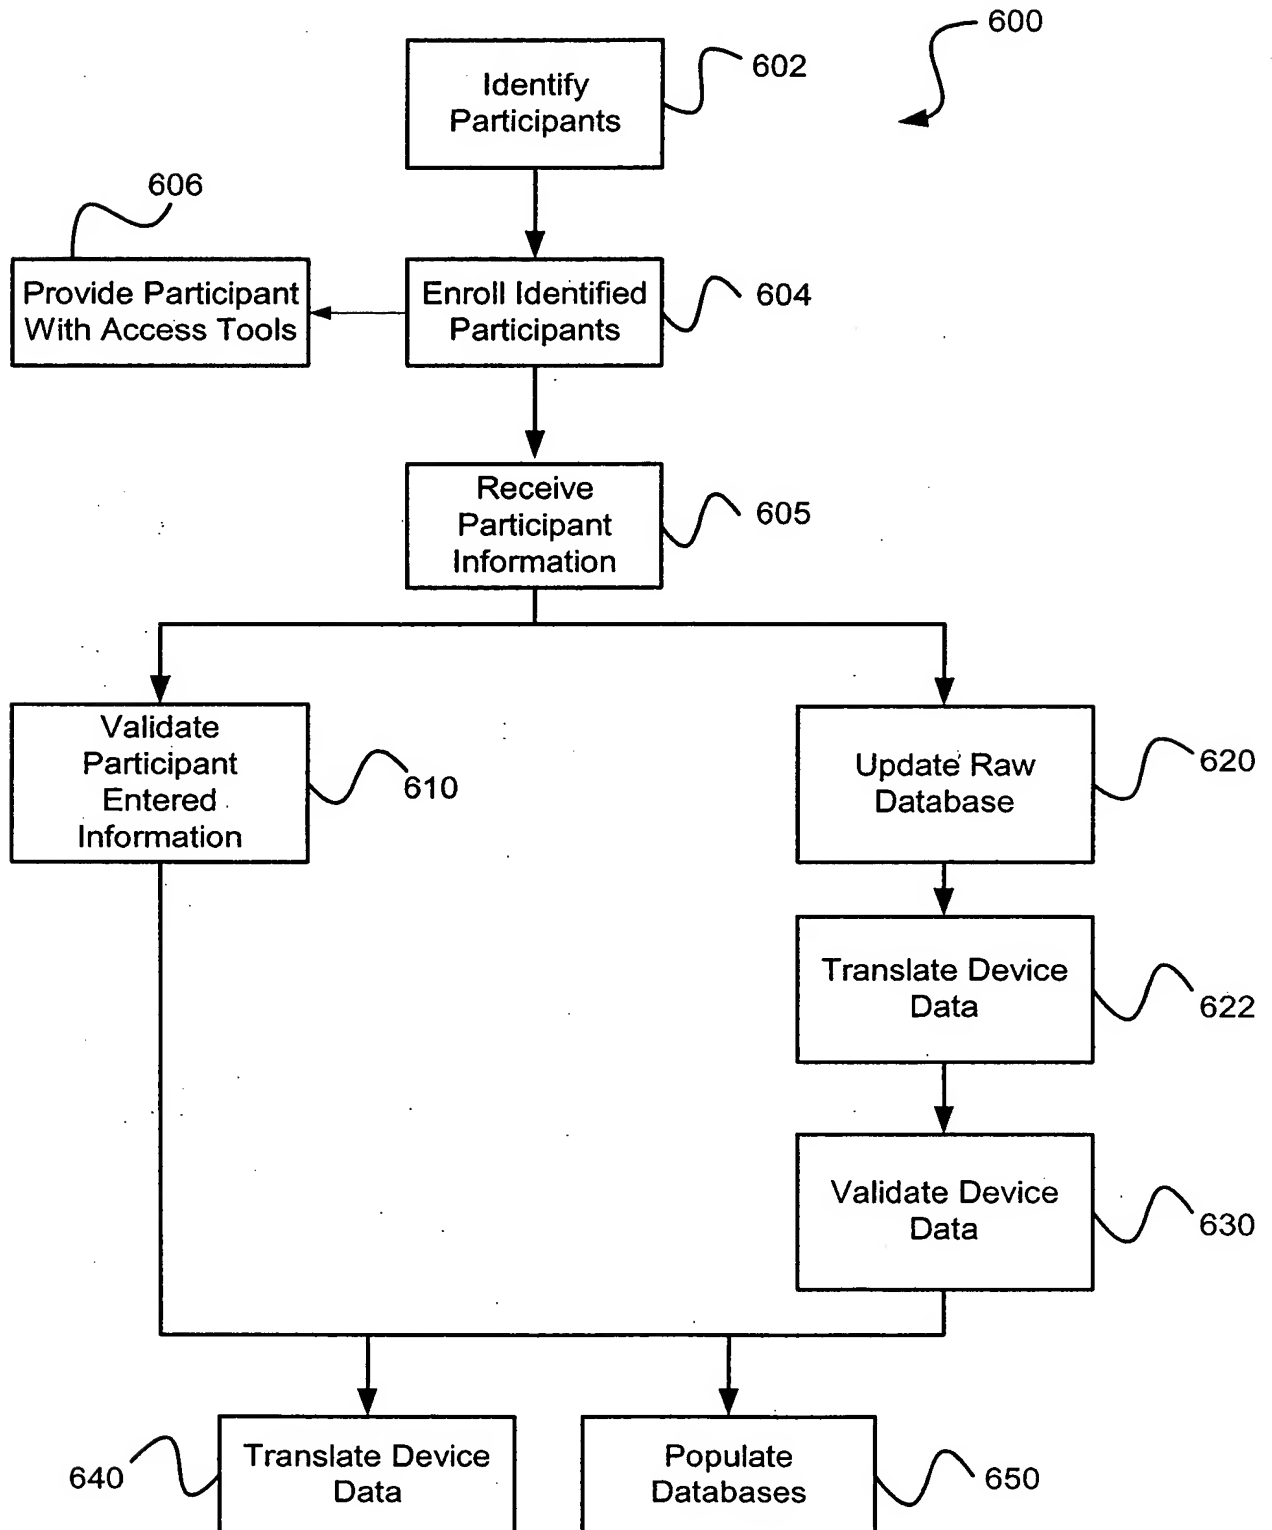 600
Identify
Participants
602
606
Provide Participant
With Access Tools
Enroll Identified
Participants
604
Receive
Participant
Information
605
Validate
Participant
Entered
Information
610
Update Raw
Database
620
Translate Device
Data
622
Validate Device
Data
630
640
Translate Device
Data
Populate
Databases
650